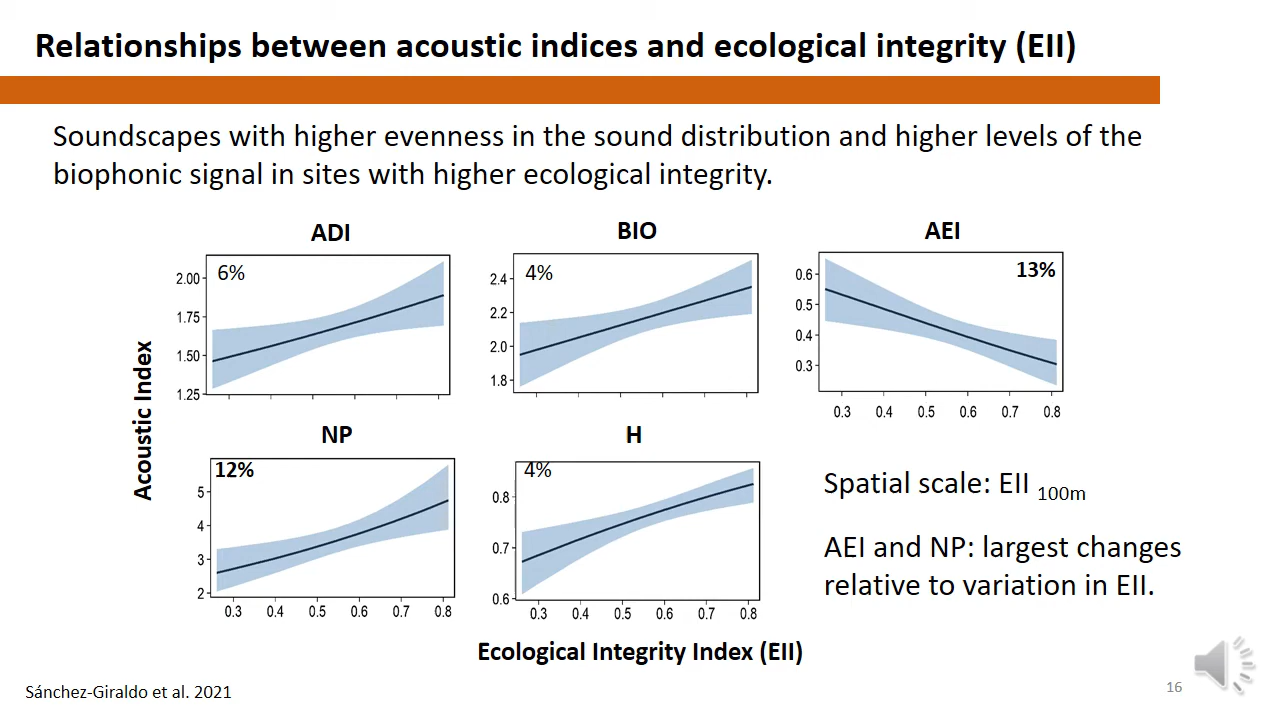 Relationships between acoustic indices and ecological integrity (EII)
Soundscapes with higher evenness in the sound distribution and higher levels of the
biophonic signal in sites with higher ecological integrity.
ADI
6%
2.00
1.75
1.50
1.25
BIO
4%
2.4
2.2
2.0
1.8
AEI
13%
0.6
0.5
0.4
0.3
0.3 0.4 0.5 0.6 0.7 0.8
Acoustic Index
NP
12%
5
4
3
2
0.3 0.4 0.5 0.6 0.7 0.8
H
4%
0.8
0.7
0.6
0.3 0.4 0.5 0.6 0.7 0.8
Spatial scale: EII 100m
AEI and NP: largest changes
relative to variation in EII.
Ecological Integrity Index (EII)
Sánchez-Giraldo et al. 2021
16